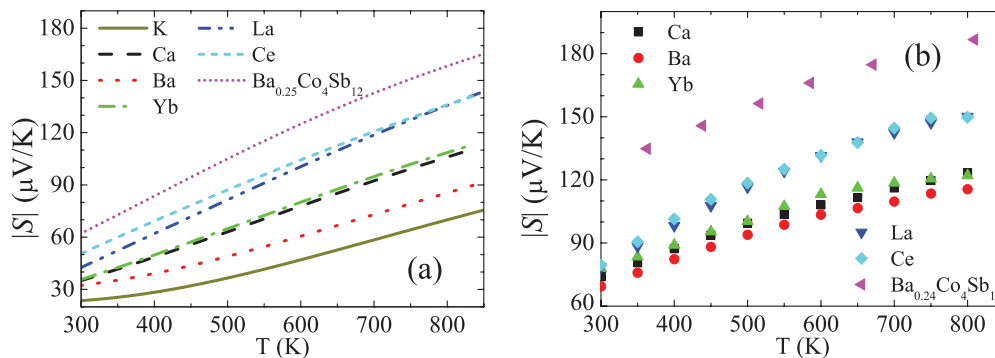 180
150
120
90
60
30
|S| (μV/K)
K
Ca
Ba
Yb
La
Ce
Ba0.25Co4Sb12
(a)
300 400 500 600 700 800
T (K)
180
150
120
90
60
|S| (μV/K)
Ca
Ba
Yb
(b)
La
Ce
Ba0.24Co4Sb1
300 400 500 600 700 800
T (K)